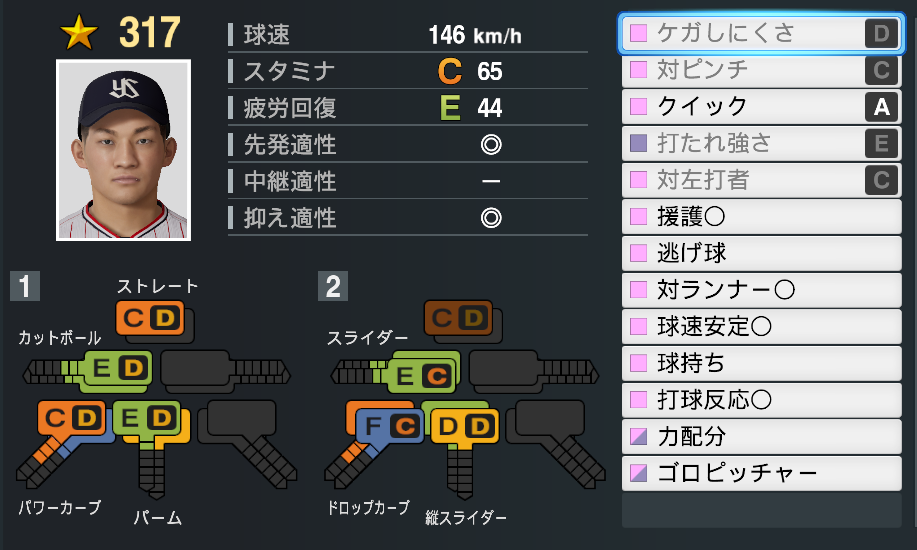 317
球速 146 km/h
スタミナ C 65
疲労回復 E 44
先発適性 ◎
中継適性 ー
抑え適性 ◎
YS
1
ストレート
C D
カットボール
E D
C D
E D
パワーカーブ
パーム
2
C D
スライダー
E C
F C
D D
ドロップカーブ
縦スライダー
ケガしにくさ D
対ピンチ C
クイック A
打たれ強さ E
対左打者 C
援護〇
逃げ球
対ランナー〇
球速安定〇
球持ち
打球反応〇
力配分
ゴロピッチャー